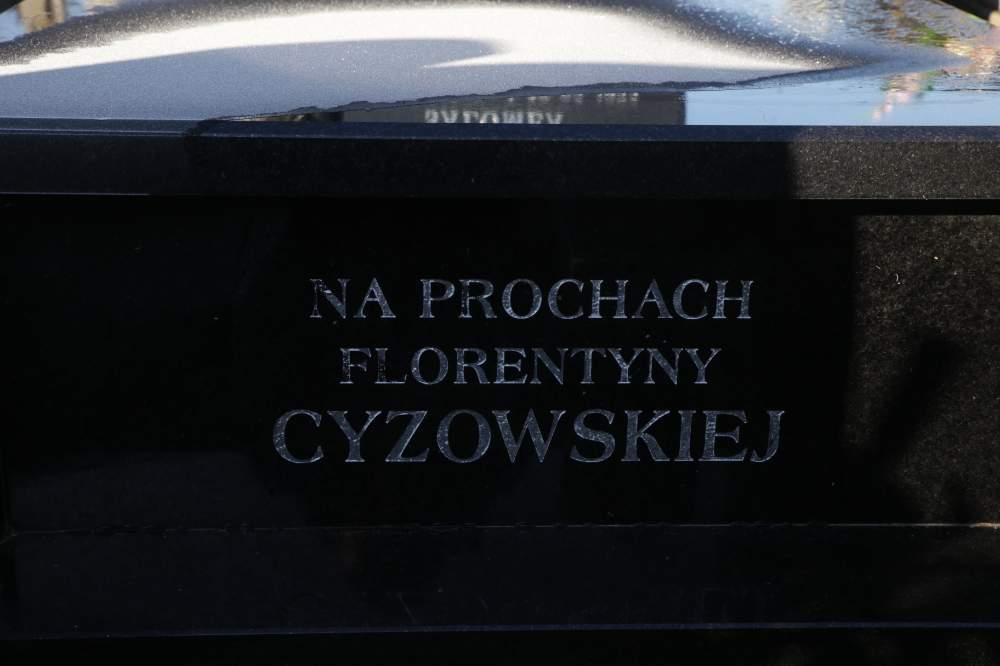 NA PROCHACH
FLORENTYNY
CYZOWSKIEJ